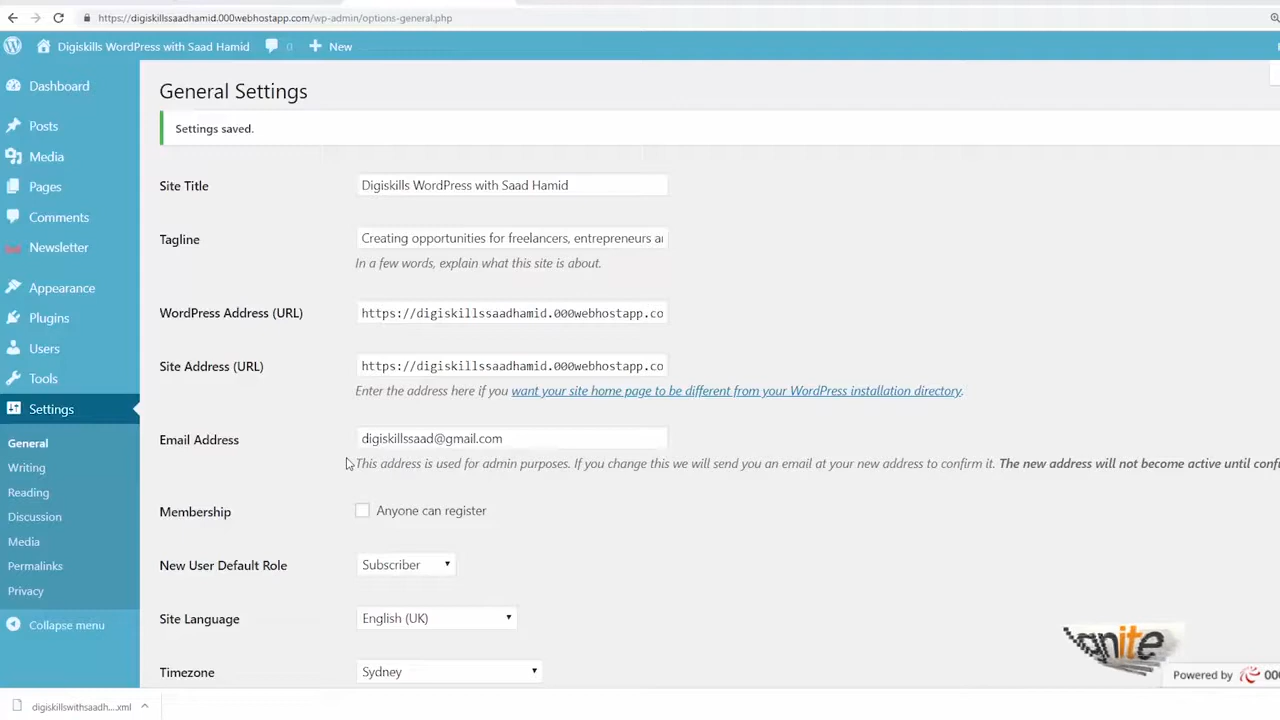 https://digiskillssaadhamid.000webhostapp.com/wp-admin/options-general.php
Digiskills WordPress with Saad Hamid 0 New
Dashboard
Posts
Media
Pages
Comments
Newsletter
Appearance
Plugins
Users
Tools
Settings
General
Writing
Reading
Discussion
Media
Permalinks
Privacy
Collapse menu
General Settings
Settings saved.
Site Title Digiskills WordPress with Saad Hamid
Tagline Creating opportunities for freelancers, entrepreneurs
In a few words, explain what this site is about.
WordPress Address (URL) https://digiskillssaadhamid.000webhostapp.co
Site Address (URL) https://digiskillssaadhamid.000webhostapp.co
Enter the address here if you want your site home page to be different from your WordPress installation directory.
Email Address digiskillssaad@gmail.com
This address is used for admin purposes. If you change this we will send you an email at your new address to confirm it. The new address will not become active until
Membership Anyone can register
New User Default Role Subscriber
Site Language English (UK)
Timezone Sydney
Powered by
digiskillswithsaadh....xml